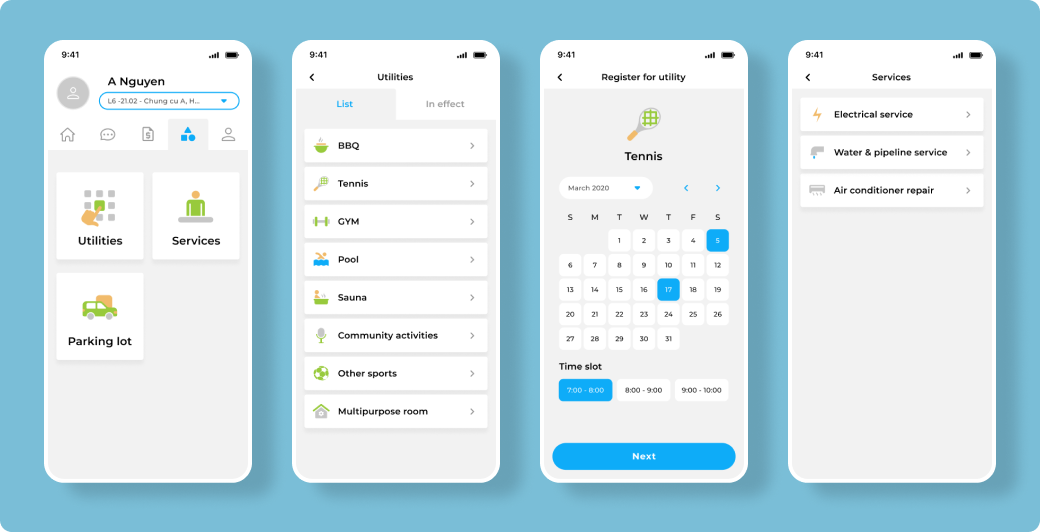 9:41
A Nguyen
L6 -21.02 - Chung cu A, H...
Utilities
Services
Parking lot
9:41
Utilities
List
In effect
BBQ
Tennis
GYM
Pool
Sauna
Community activities
Other sports
Multipurpose room
9:41
Register for utility
Tennis
March 2020
S M T W T F S
1 2 3 4 5
6 7 8 9 10 11 12
13 14 15 16 17 18 19
20 21 22 23 24 25 26
27 28 29 30 31
Time slot
7:00 - 8:00 8:00 - 9:00 9:00 - 10:00
Next
9:41
Services
Electrical service
Water & pipeline service
Air conditioner repair